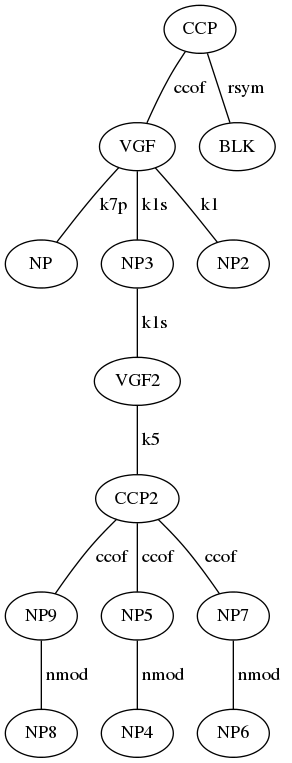 CCP
ccof rsym
VGF BLK
k7p k1s k1
NP NP3 NP2
k1s
VGF2
k5
CCP2
ccof ccof ccof
NP9 NP5 NP7
nmod nmod nmod
NP8 NP4 NP6